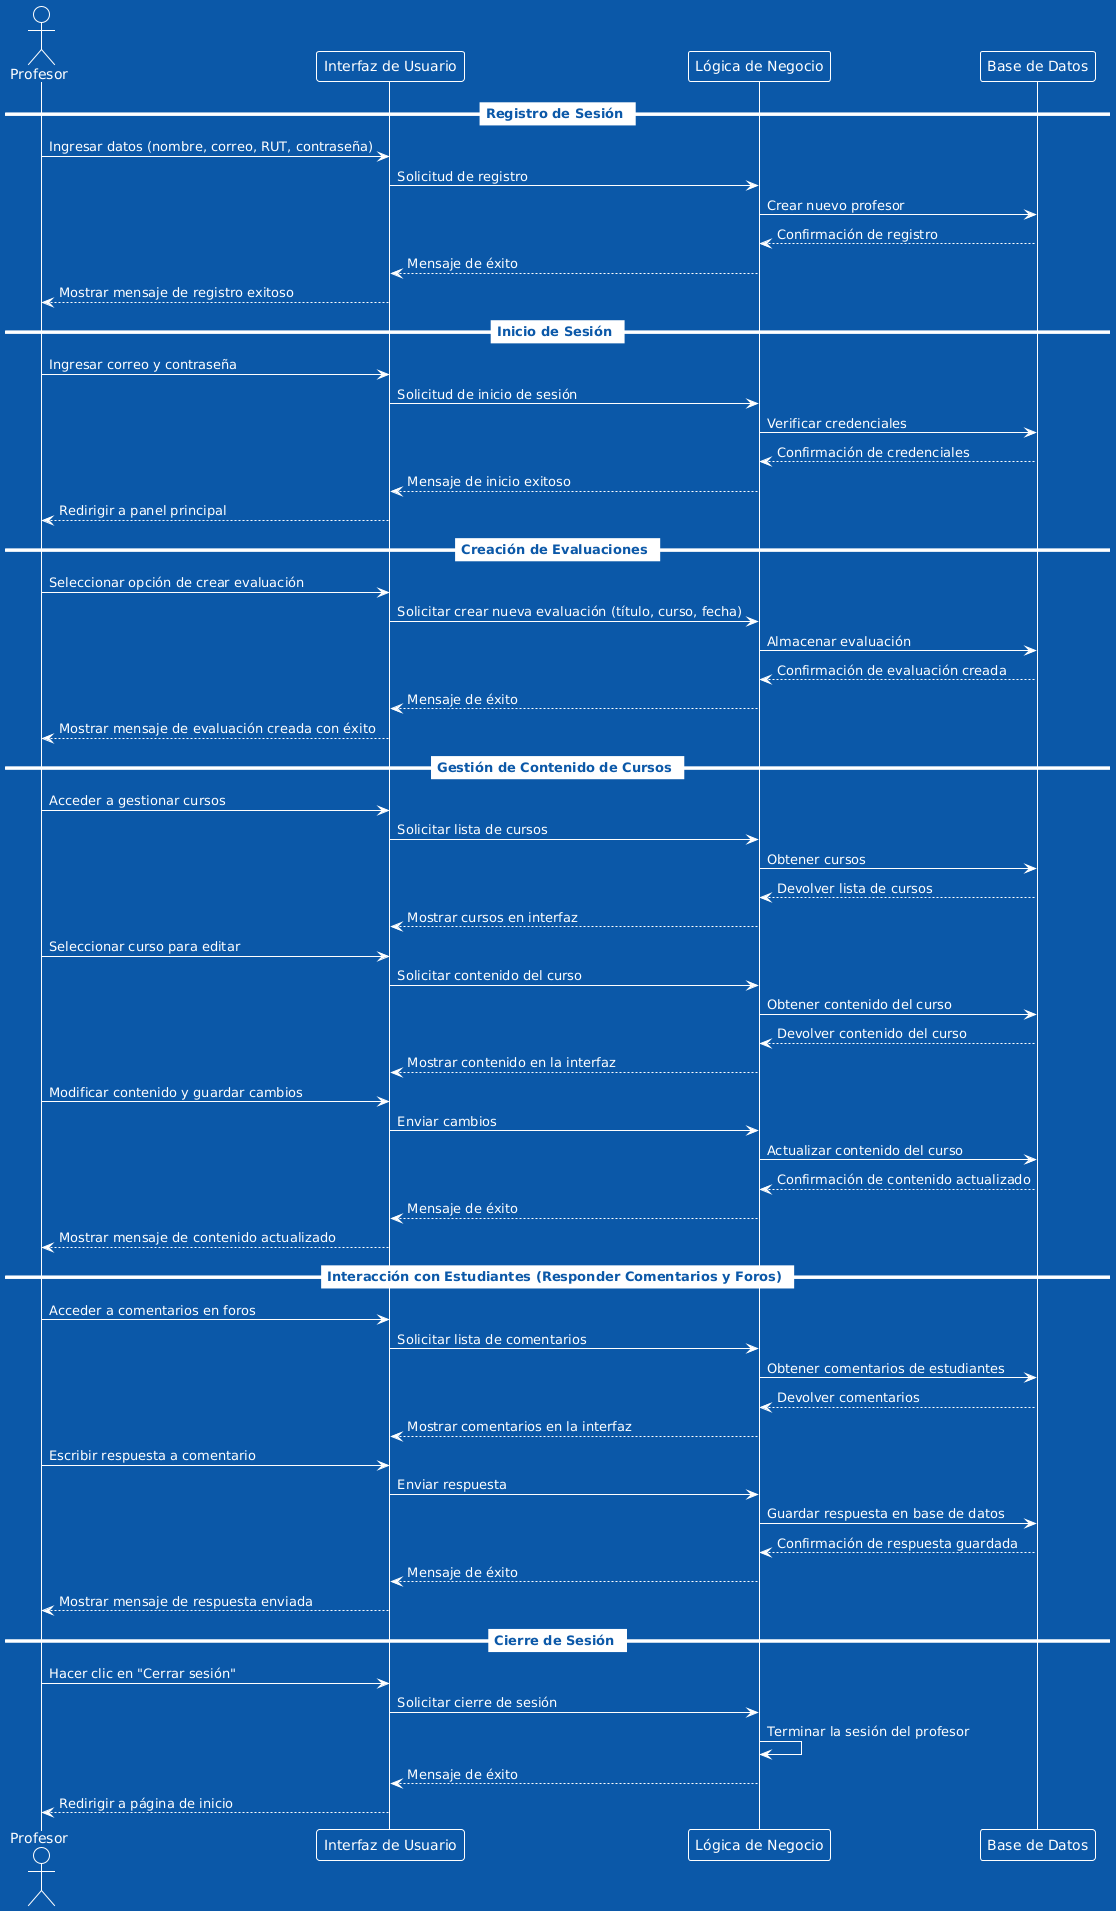 Profesor
Interfaz de Usuario
Lógica de Negocio
Base de Datos
Registro de Sesión
Ingresar datos (nombre, correo, RUT, contraseña)
Solicitud de registro
Crear nuevo profesor
Confirmación de registro
Mensaje de éxito
Mostrar mensaje de registro exitoso
Inicio de Sesión
Ingresar correo y contraseña
Solicitud de inicio de sesión
Verificar credenciales
Confirmación de credenciales
Mensaje de inicio exitoso
Redirigir a panel principal
Creación de Evaluaciones
Seleccionar opción de crear evaluación
Solicitar crear nueva evaluación (título, curso, fecha)
Almacenar evaluación
Confirmación de evaluación creada
Mensaje de éxito
Mostrar mensaje de evaluación creada con éxito
Gestión de Contenido de Cursos
Acceder a gestionar cursos
Solicitar lista de cursos
Obtener cursos
Devolver lista de cursos
Mostrar cursos en interfaz
Seleccionar curso para editar
Solicitar contenido del curso
Obtener contenido del curso
Devolver contenido del curso
Mostrar contenido en la interfaz
Modificar contenido y guardar cambios
Enviar cambios
Actualizar contenido del curso
Confirmación de contenido actualizado
Mensaje de éxito
Mostrar mensaje de contenido actualizado
Interacción con Estudiantes (Responder Comentarios y Foros)
Acceder a comentarios en foros
Solicitar lista de comentarios
Obtener comentarios de estudiantes
Devolver comentarios
Mostrar comentarios en la interfaz
Escribir respuesta a comentario
Enviar respuesta
Guardar respuesta en base de datos
Confirmación de respuesta guardada
Mensaje de éxito
Mostrar mensaje de respuesta enviada
Cierre de Sesión
Hacer clic en "Cerrar sesión"
Solicitar cierre de sesión
Terminar la sesión del profesor
Mensaje de éxito
Redirigir a página de inicio
Profesor
Interfaz de Usuario
Lógica de Negocio
Base de Datos